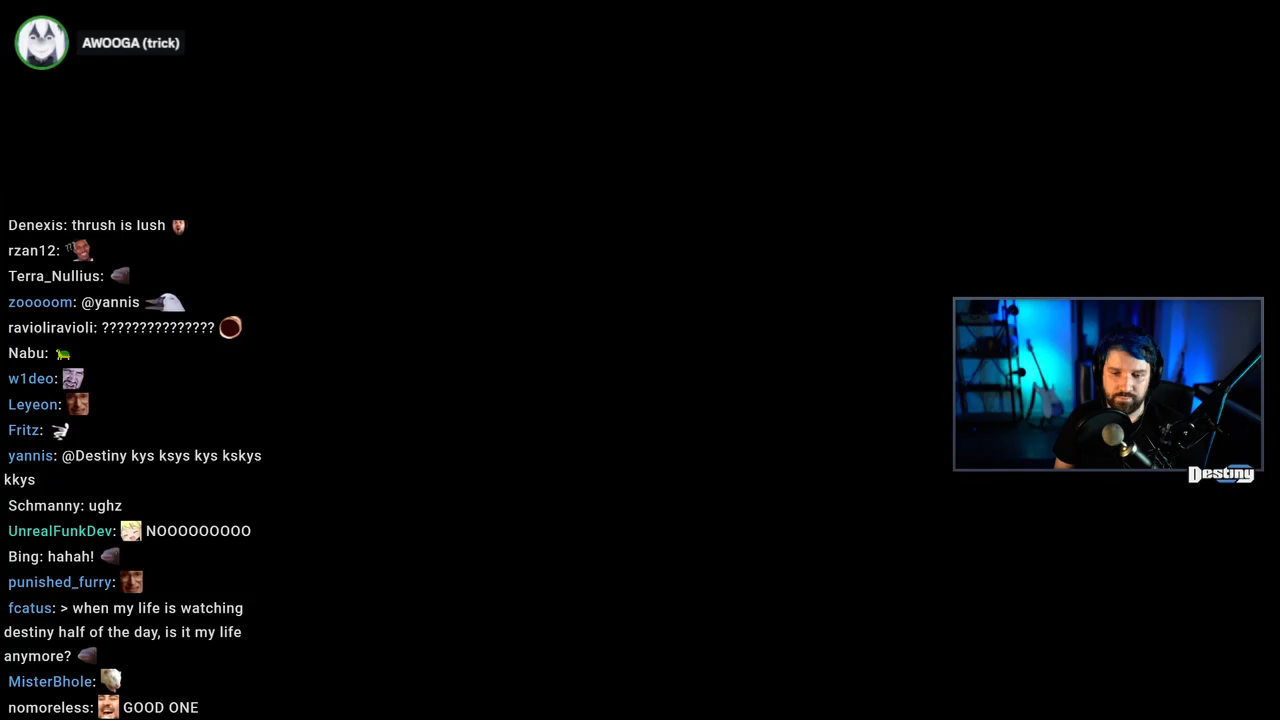 AWOOGA (trick)
Denexis: thrush is lush
rzan12:
Terra_Nullius:
zooooom: @yannis
ravioliravioli: ???????????????
Nabu:
w1deo:
Leyeon:
Fritz:
yannis: @Destiny kys ksys kys kskys
kkys
Schmanny: ughz
UnrealFunkDev: NOOOOOOOOO
Bing: hahah!
punished_furry:
fcatus: > when my life is watching
destiny half of the day, is it my life
anymore?
MisterBhole:
nomoreless: GOOD ONE
Destiny